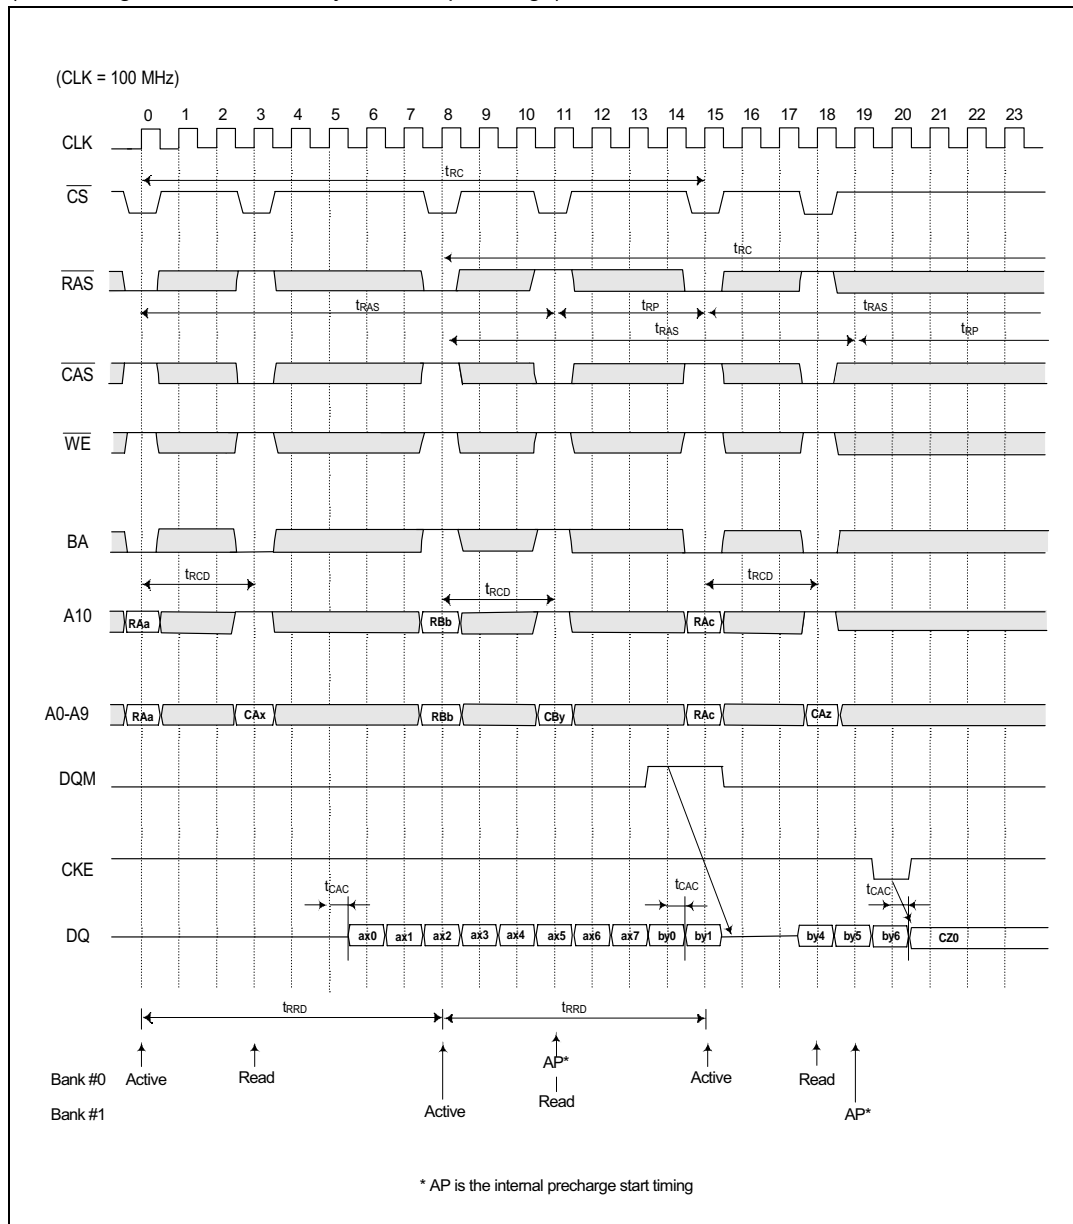 (CLK = 100 MHz)
0 1 2 3 4 5 6 7 8 9 10 11 12 13 14 15 16 17 18 19 20 21 22 23
CLK
tRC
CS
tRC
RAS
tRAS tRP tRAS
tRAS tRP
CAS
WE
BA
tRCD tRCD tRCD
A10 RAa RBb RAc
A0-A9 RAa CAx RBb CBy RAc CAz
DQM
CKE
tCAC tCAC tCAC
DQ ax0 ax1 ax2 ax3 ax4 ax5 ax6 ax7 by0 by1 by4 by5 by6 CZ0
tRRD tRRD
AP*
Bank #0 Active Read Active Read
Read
Bank #1 Active AP*
* AP is the internal precharge start timing